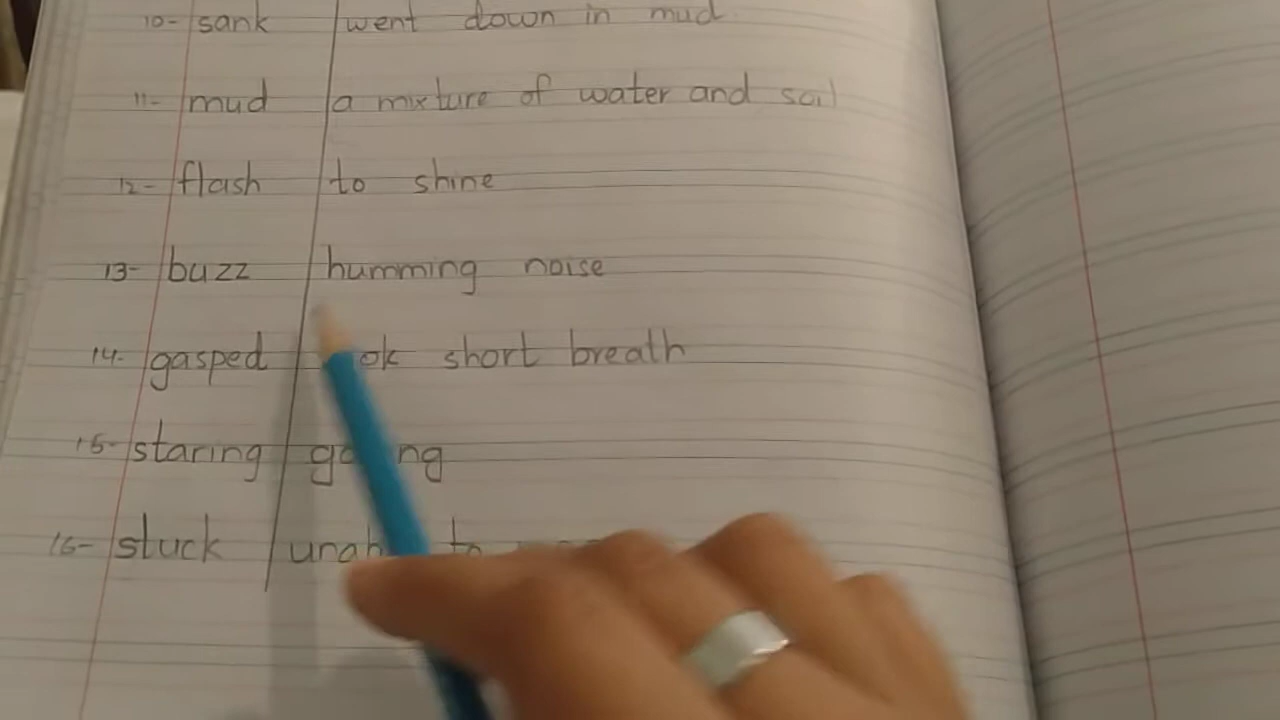 10- sank went down in mud
11- mud a mixture of water and soil
12- flash to shine
13- buzz humming noise
14- gasped short breath
15- staring
16- stuck to